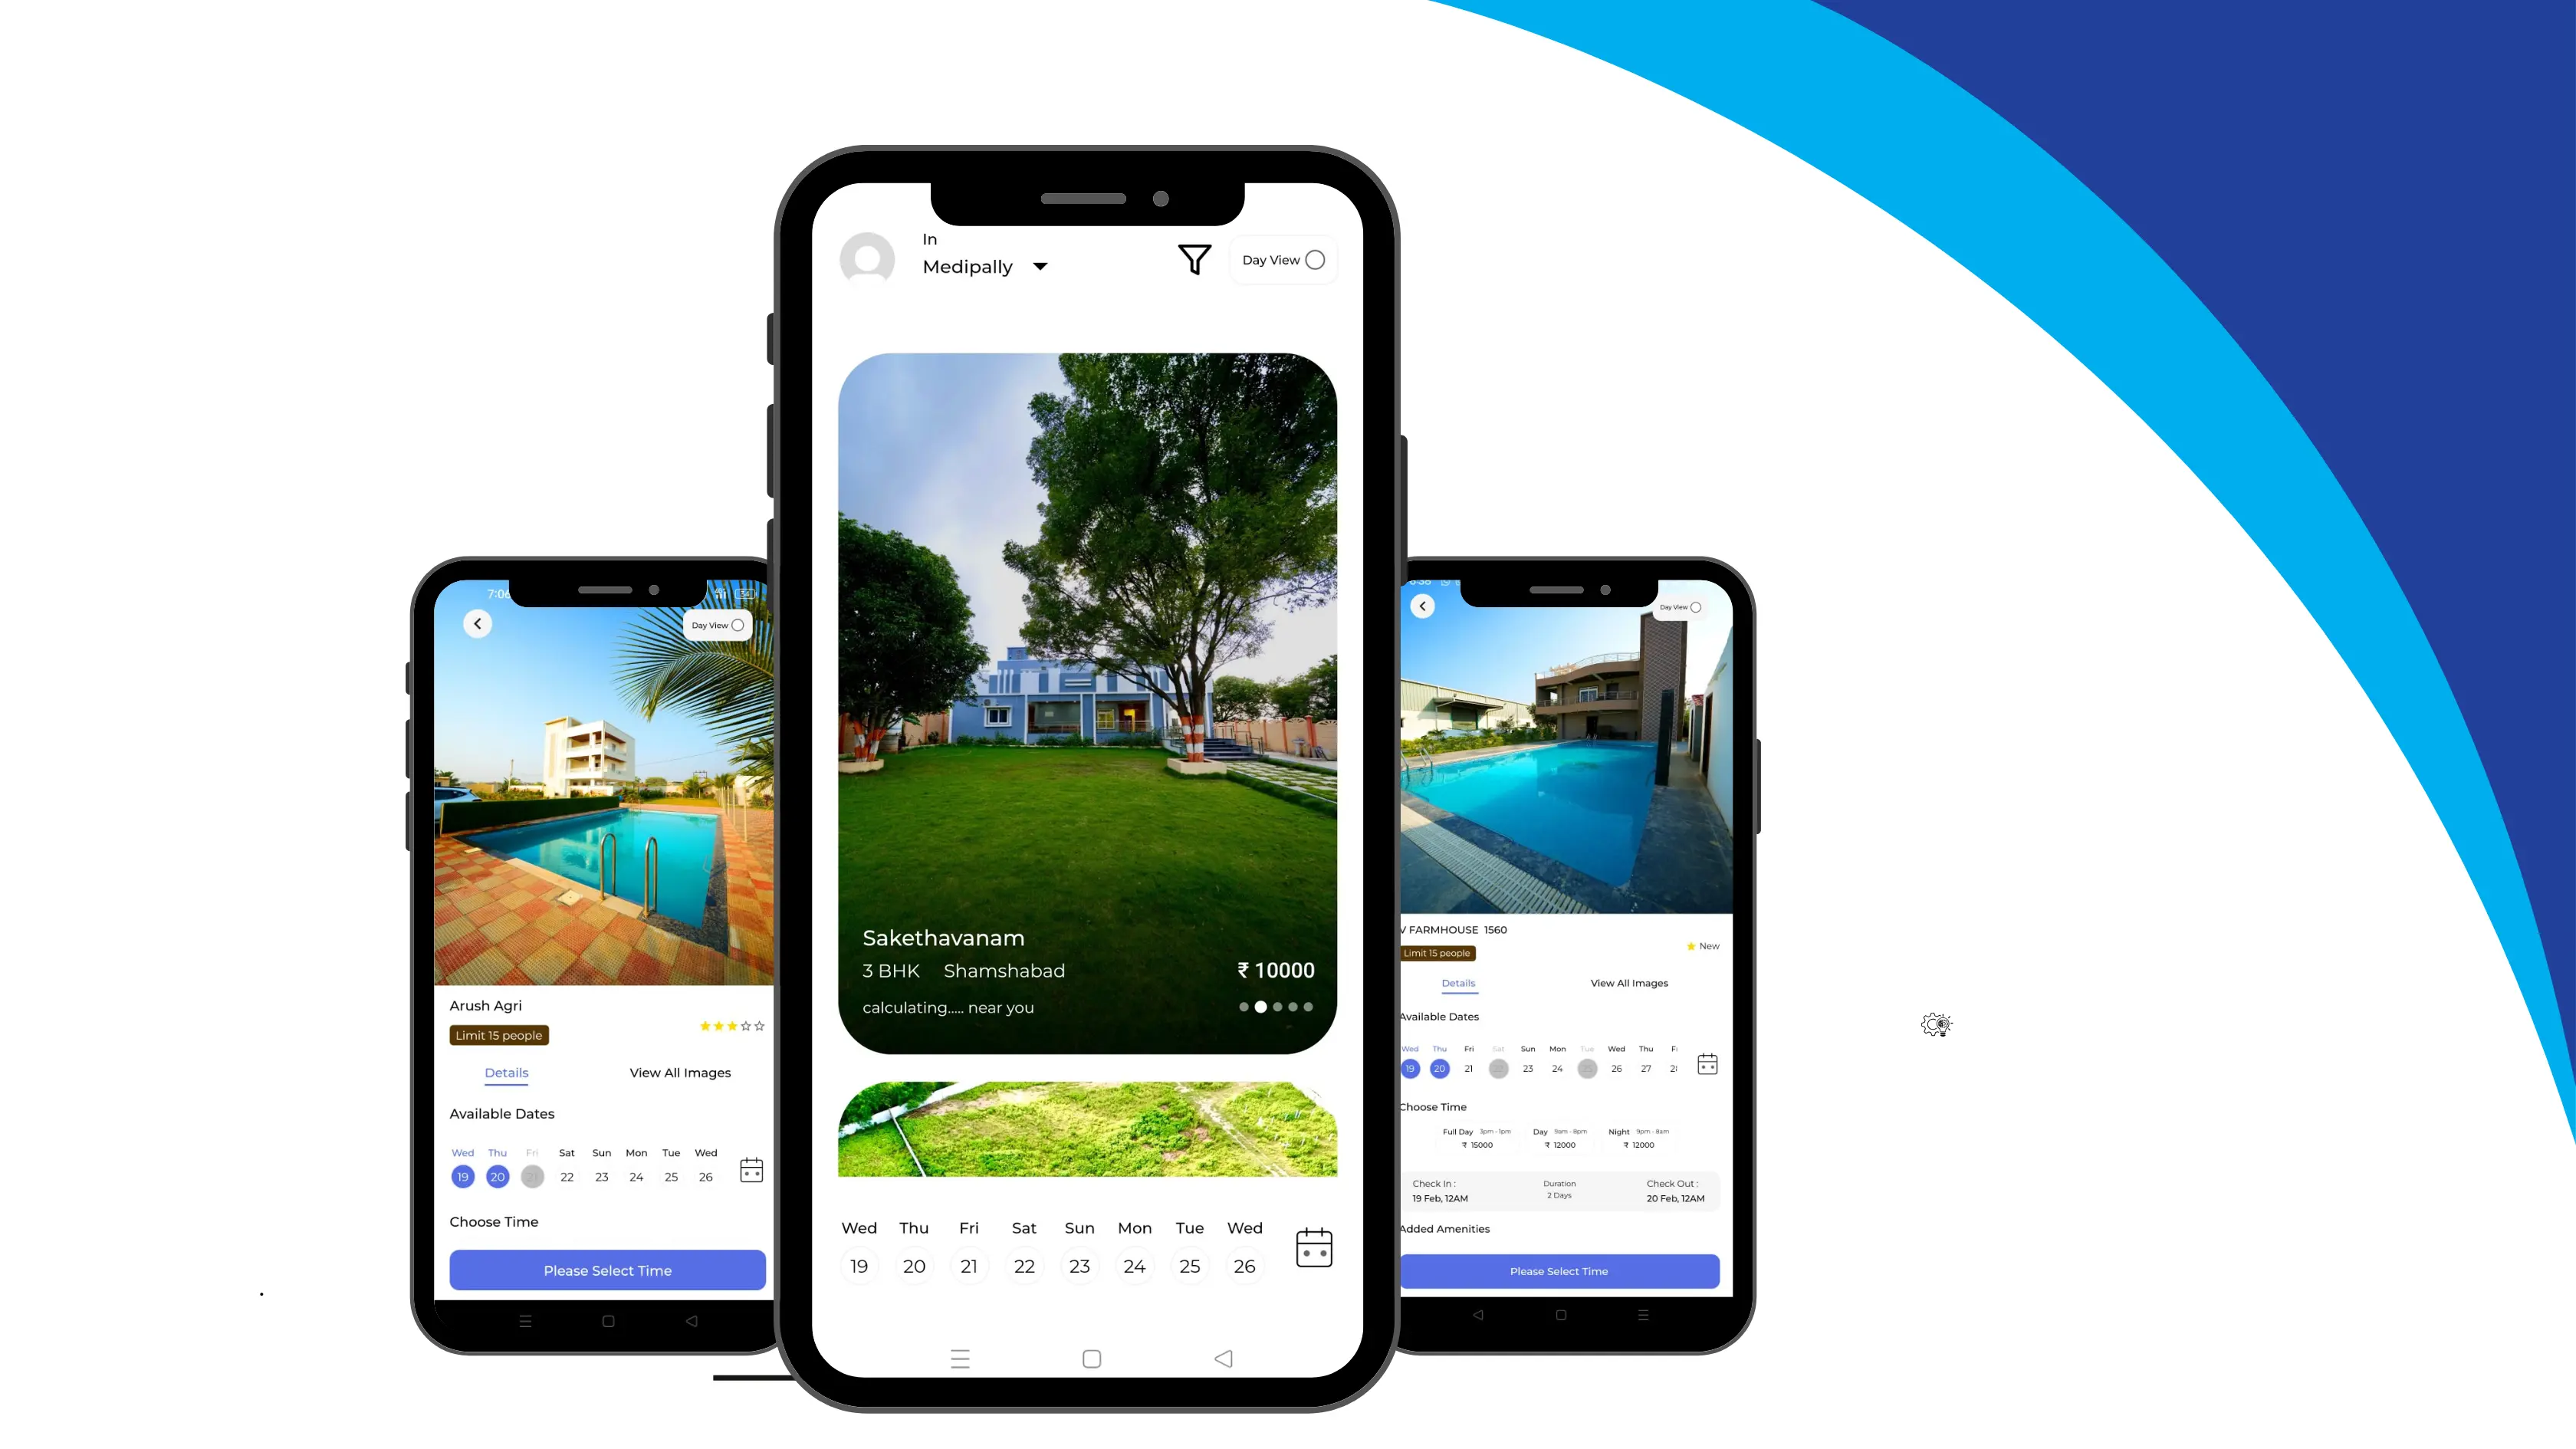 In
Medipally
Day View
Sakethavanam
3 BHK Shamshabad
₹ 10000
calculating..... near you
Wed Thu Fri Sat Sun Mon Tue Wed
19 20 21 22 23 24 25 26
7:06
34
Day View
Arush Agri
Limit 15 people
Details
View All Images
Available Dates
Wed Thu Fri Sat Sun Mon Tue Wed
19 20 21 22 23 24 25 26
Choose Time
Please Select Time
Day View
V FARMHOUSE 1560
Limit 15 people
New
Details
View All Images
Available Dates
Wed Thu Fri Sat Sun Mon Tue Wed Thu
19 20 21 23 24 26 27
Choose Time
Full Day 3pm - 1pm Day 9am - 8pm Night 9pm - 8am
₹ 15000 ₹ 12000 ₹ 12000
Check In : Duration Check Out :
19 Feb, 12AM 2 Days 20 Feb, 12AM
Added Amenities
Please Select Time